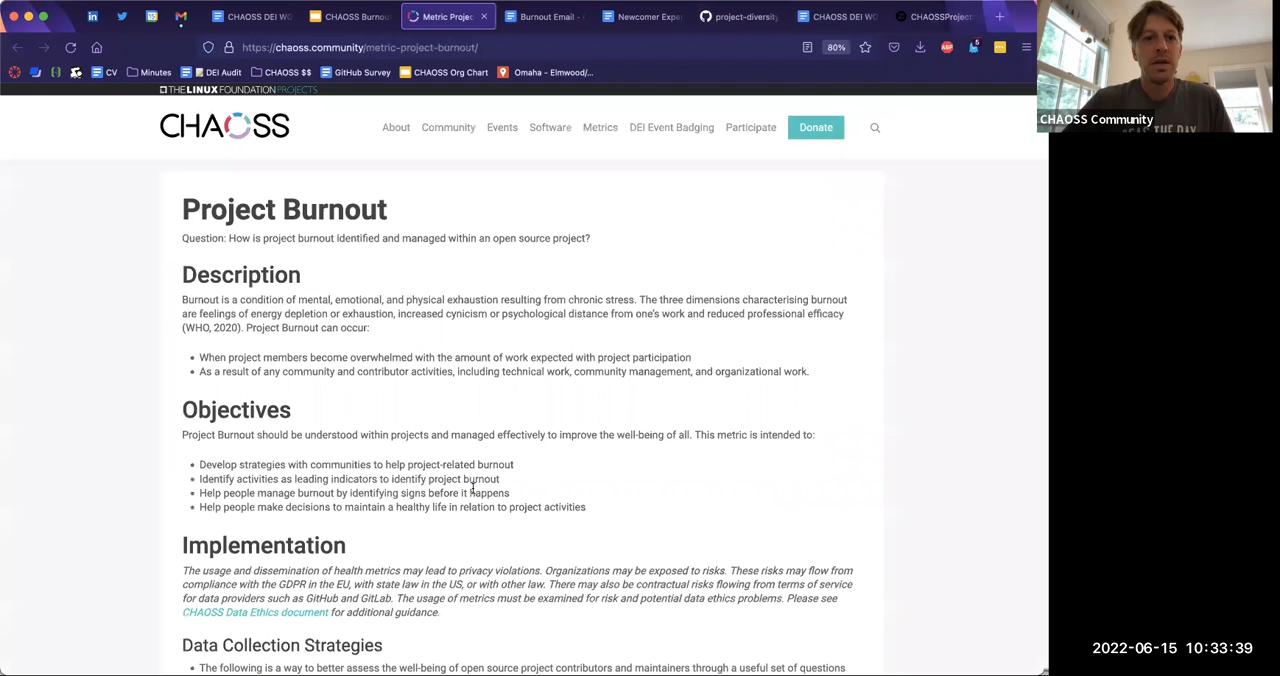 CHAOSS DEI WG
CHAOSS Burnou
Metric Projec
Burnout Email -
Newcomer Expe
project-diversity
CHAOSS DEI WG
CHAOSSProject
https://chaoss.community/metric-project-burnout/
80%
ABP
5
CV
Minutes
DEI Audit
CHAOSS $$
GitHub Survey
CHAOSS Org Chart
Omaha - Elmwood/...
THE LINUX FOUNDATION PROJECTS
CHAOSS
About
Community
Events
Software
Metrics
DEI Event Badging
Participate
Donate
Project Burnout
Question: How is project burnout identified and managed within an open source project?
Description
Burnout is a condition of mental, emotional, and physical exhaustion resulting from chronic stress. The three dimensions characterising burnout
are feelings of energy depletion or exhaustion, increased cynicism or psychological distance from one's work and reduced professional efficacy
(WHO, 2020). Project Burnout can occur:
When project members become overwhelmed with the amount of work expected with project participation
As a result of any community and contributor activities, including technical work, community management, and organizational work.
Objectives
Project Burnout should be understood within projects and managed effectively to improve the well-being of all. This metric is intended to:
Develop strategies with communities to help project-related burnout
Identify activities as leading indicators to identify project burnout
Help people manage burnout by identifying signs before it happens
Help people make decisions to maintain a healthy life in relation to project activities
Implementation
The usage and dissemination of health metrics may lead to privacy violations. Organizations may be exposed to risks. These risks may flow from
compliance with the GDPR in the EU, with state law in the US, or with other law. There may also be contractual risks flowing from terms of service
for data providers such as GitHub and GitLab. The usage of metrics must be examined for risk and potential data ethics problems. Please see
CHAOSS Data Ethics document for additional guidance.
Data Collection Strategies
The following is a way to better assess the well-being of open source project contributors and maintainers through a useful set of questions
CHAOSS Community
THE DAY
2022-06-15 10:33:39